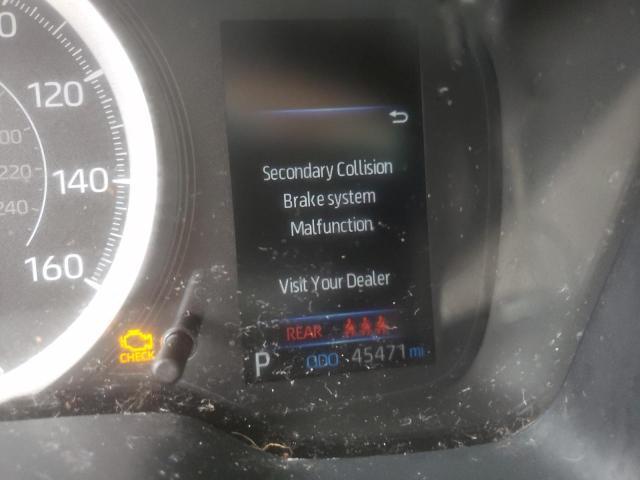 120
140
160
220
240
CHECK
Secondary Collision
Brake system
Malfunction
Visit Your Dealer
REAR
P ODO 45471 mi